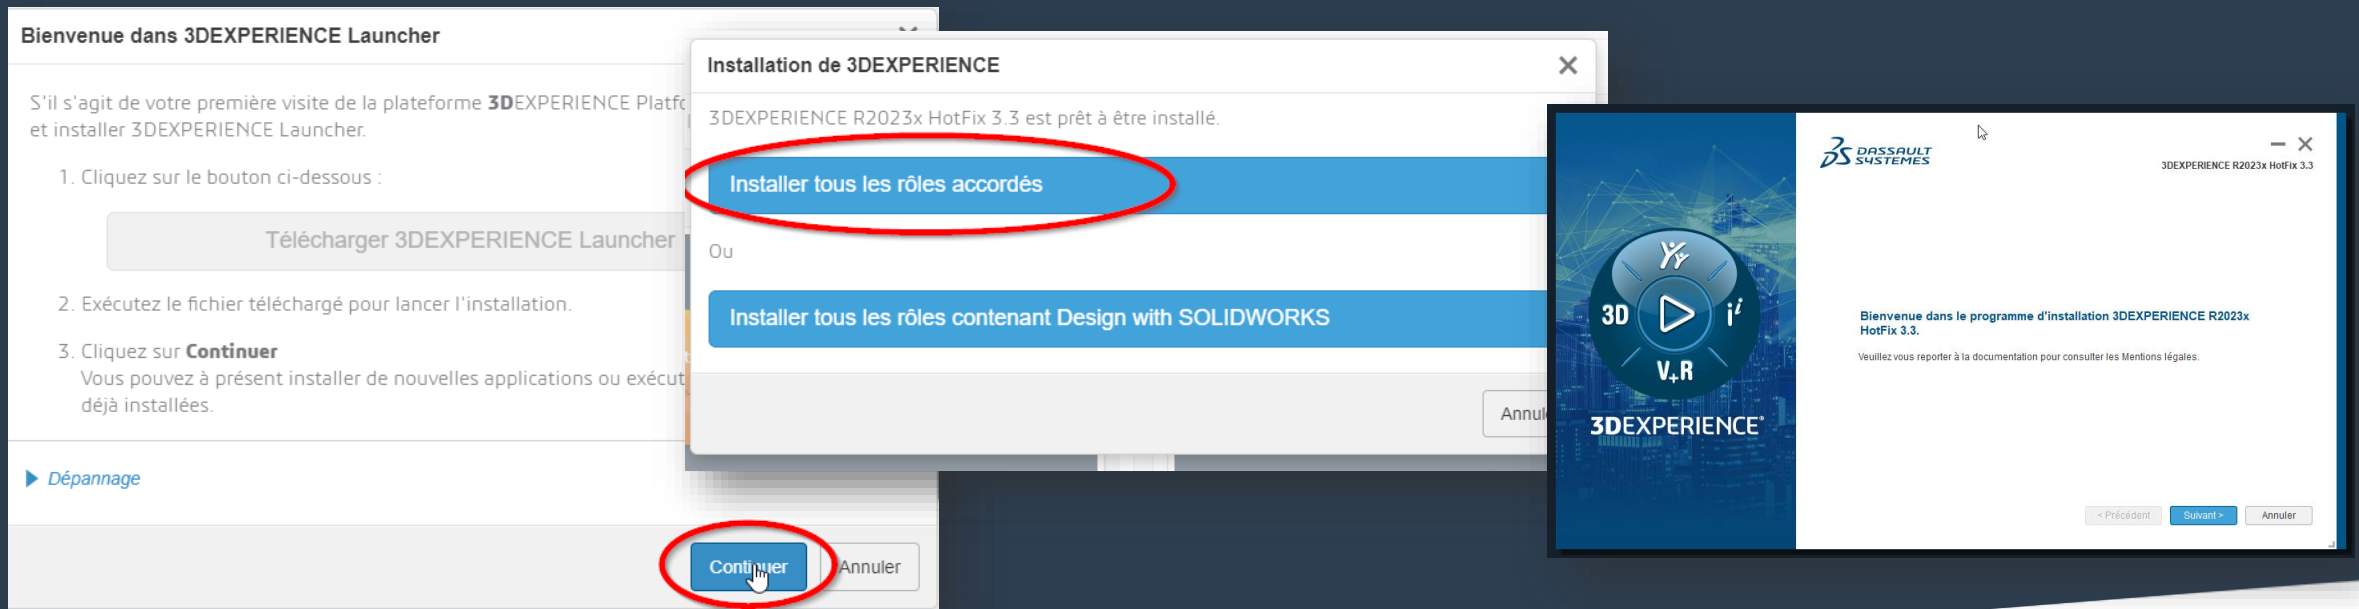 Bienvenue dans 3DEXPERIENCE Launcher
S'il s'agit de votre première visite de la plateforme 3DEXPERIENCE
et installer 3DEXPERIENCE Launcher.
1. Cliquez sur le bouton ci-dessous :
Télécharger 3DEXPERIENCE Launcher
2. Exécutez le fichier téléchargé pour lancer l'installation.
3. Cliquez sur Continuer
Vous pouvez à présent installer de nouvelles applications ou
déjà installées.
Dépannage
Continuer
Annuler
Installation de 3DEXPERIENCE
3DEXPERIENCE R2023x HotFix 3.3 est prêt à être installé.
Installer tous les rôles accordés
Ou
Installer tous les rôles contenant Design with SOLIDWORKS
DASSAULT
SYSTEMES
3DEXPERIENCE R2023x HotFix 3.3
3D
i
V+R
3DEXPERIENCE®
Bienvenue dans le programme d'installation 3DEXPERIENCE R2023x
HotFix 3.3.
Veuillez vous reporter à la documentation pour consulter les Mentions légales.
< Précédent
Suivant >
Annuler